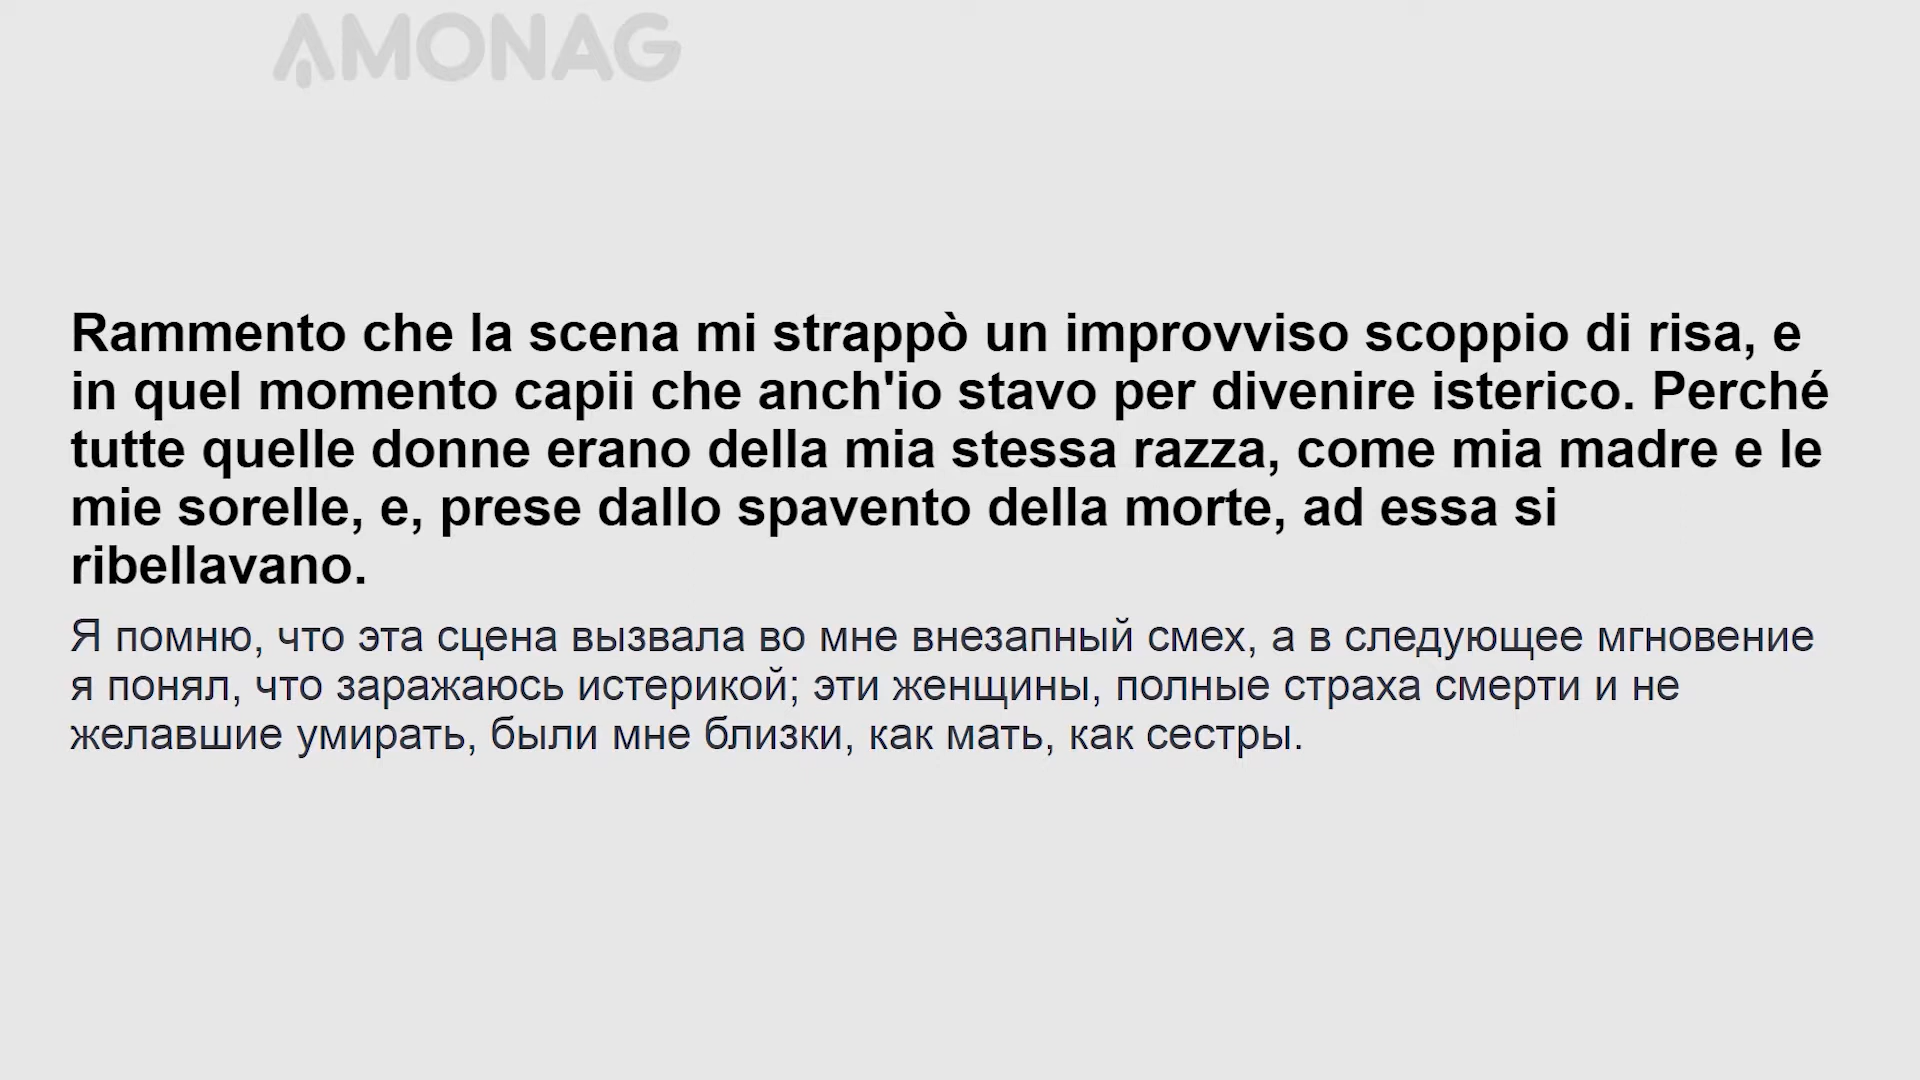 AMONAG
Rammento che la scena mi strappò un improvviso scoppio di risa, e
in quel momento capii che anch'io stavo per divenire isterico. Perché
tutte quelle donne erano della mia stessa razza, come mia madre e le
mie sorelle, e, prese dallo spavento della morte, ad essa si
ribellavano.
Я помню, что эта сцена вызвала во мне внезапный смех, а в следующее мгновение
я понял, что заражаюсь истерикой; эти женщины, полные страха смерти и не
желавшие умирать, были мне близки, как мать, как сестры.